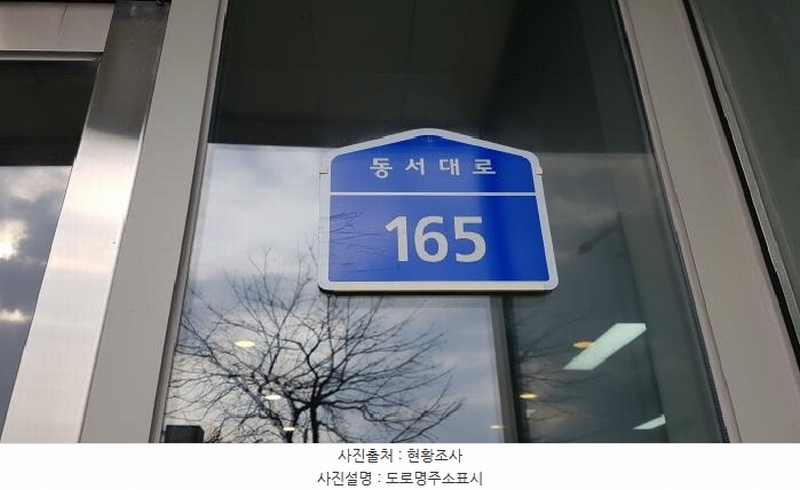 동서대로
165
사진출처 : 현황조사
사진설명 : 도로명주소표시